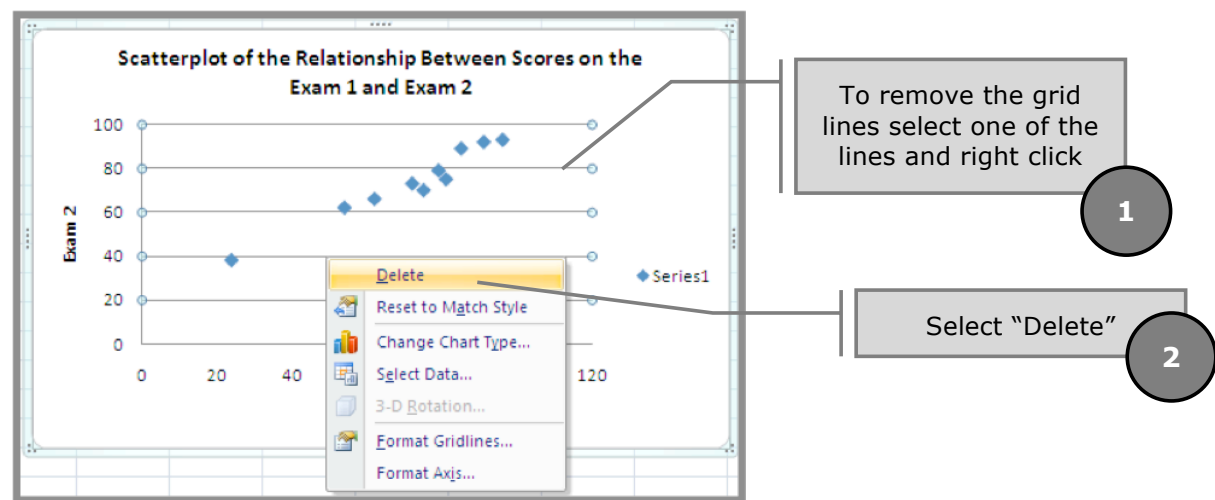 Scatterplot of the Relationship Between Scores on the
Exam 1 and Exam 2
100
80
60
40
20
0
Exam 2
0 20 40 120
Series1
Delete
Reset to Match Style
Change Chart Type...
Select Data...
3-D Rotation...
Format Gridlines...
Format Axis...
To remove the grid
lines select one of the
lines and right click
1
Select “Delete”
2